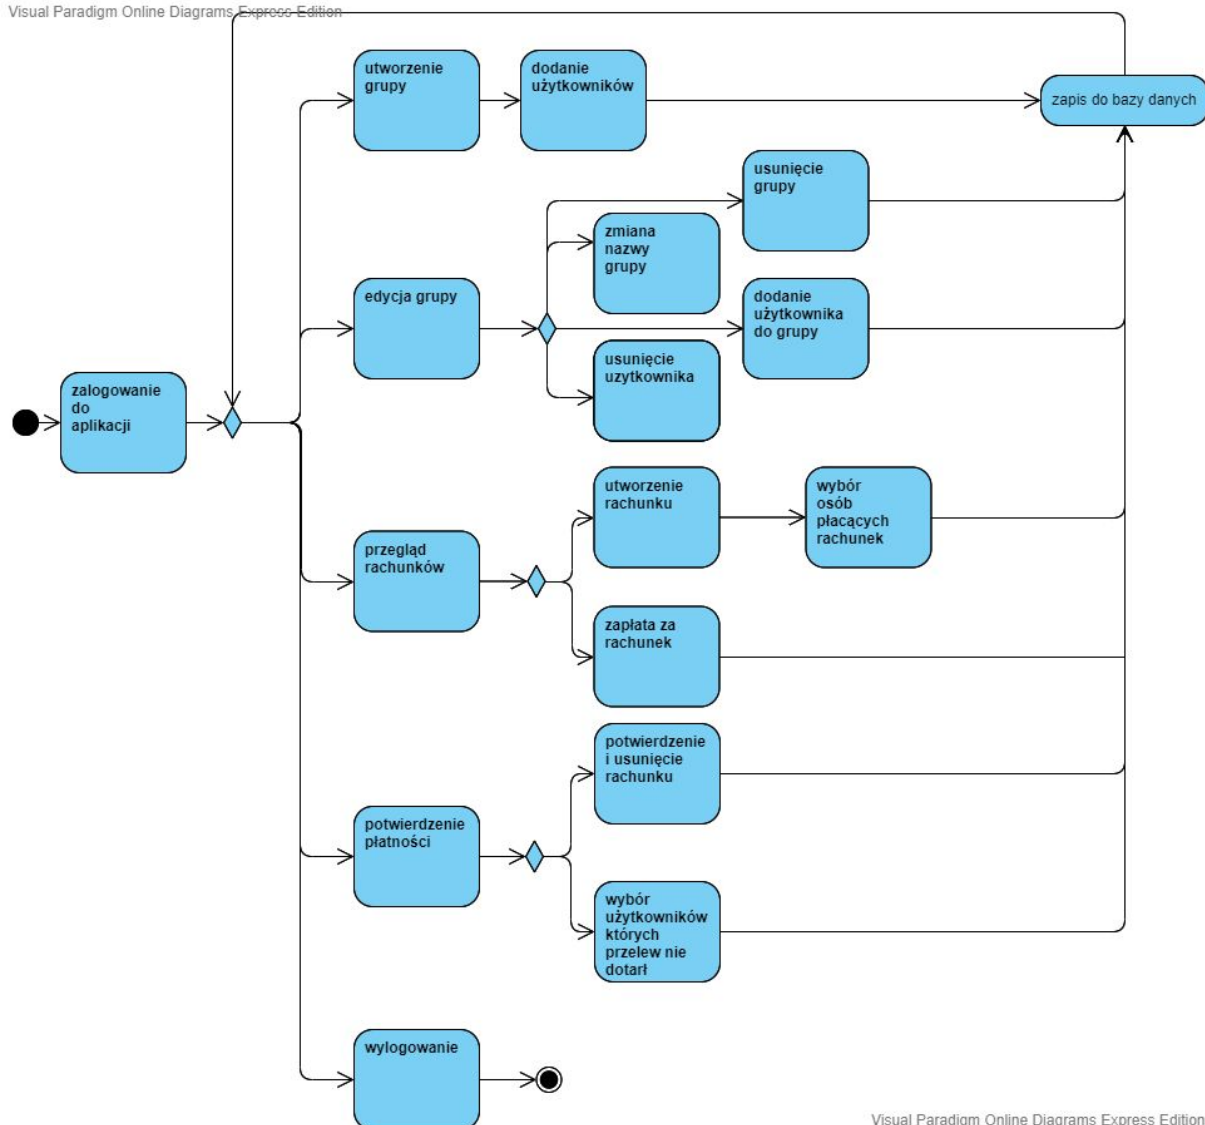 Visual Paradigm Online Diagrams Express Edition
utworzenie
grupy
dodanie
użytkowników
zapis do bazy danych
usunięcie
grupy
zmiana
nazwy
grupy
edycja grupy
dodanie
użytkownika
do grupy
usunięcie
uzytkownika
zalogowanie
do
aplikacji
utworzenie
rachunku
wybór
osób
płacących
rachunek
przegląd
rachunków
zapłata za
rachunek
potwierdzenie
i usunięcie
rachunku
potwierdzenie
płatności
wybór
użytkowników
których
przelew nie
dotarł
wylogowanie
Visual Paradigm Online Diagrams Express Edition